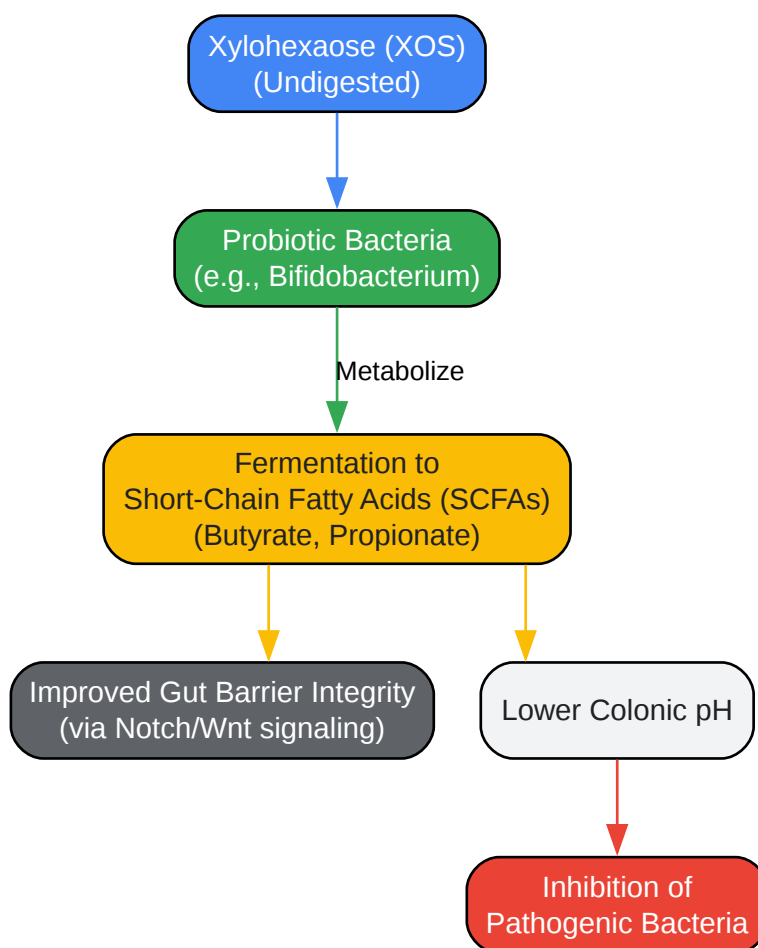 Xylohexaose (XOS)
(Undigested)
Probiotic Bacteria
(e.g., Bifidobacterium)
Metabolize
Fermentation to
Short-Chain Fatty Acids (SCFAs)
(Butyrate, Propionate)
Improved Gut Barrier Integrity
(via Notch/Wnt signaling)
Lower Colonic pH
Inhibition of
Pathogenic Bacteria